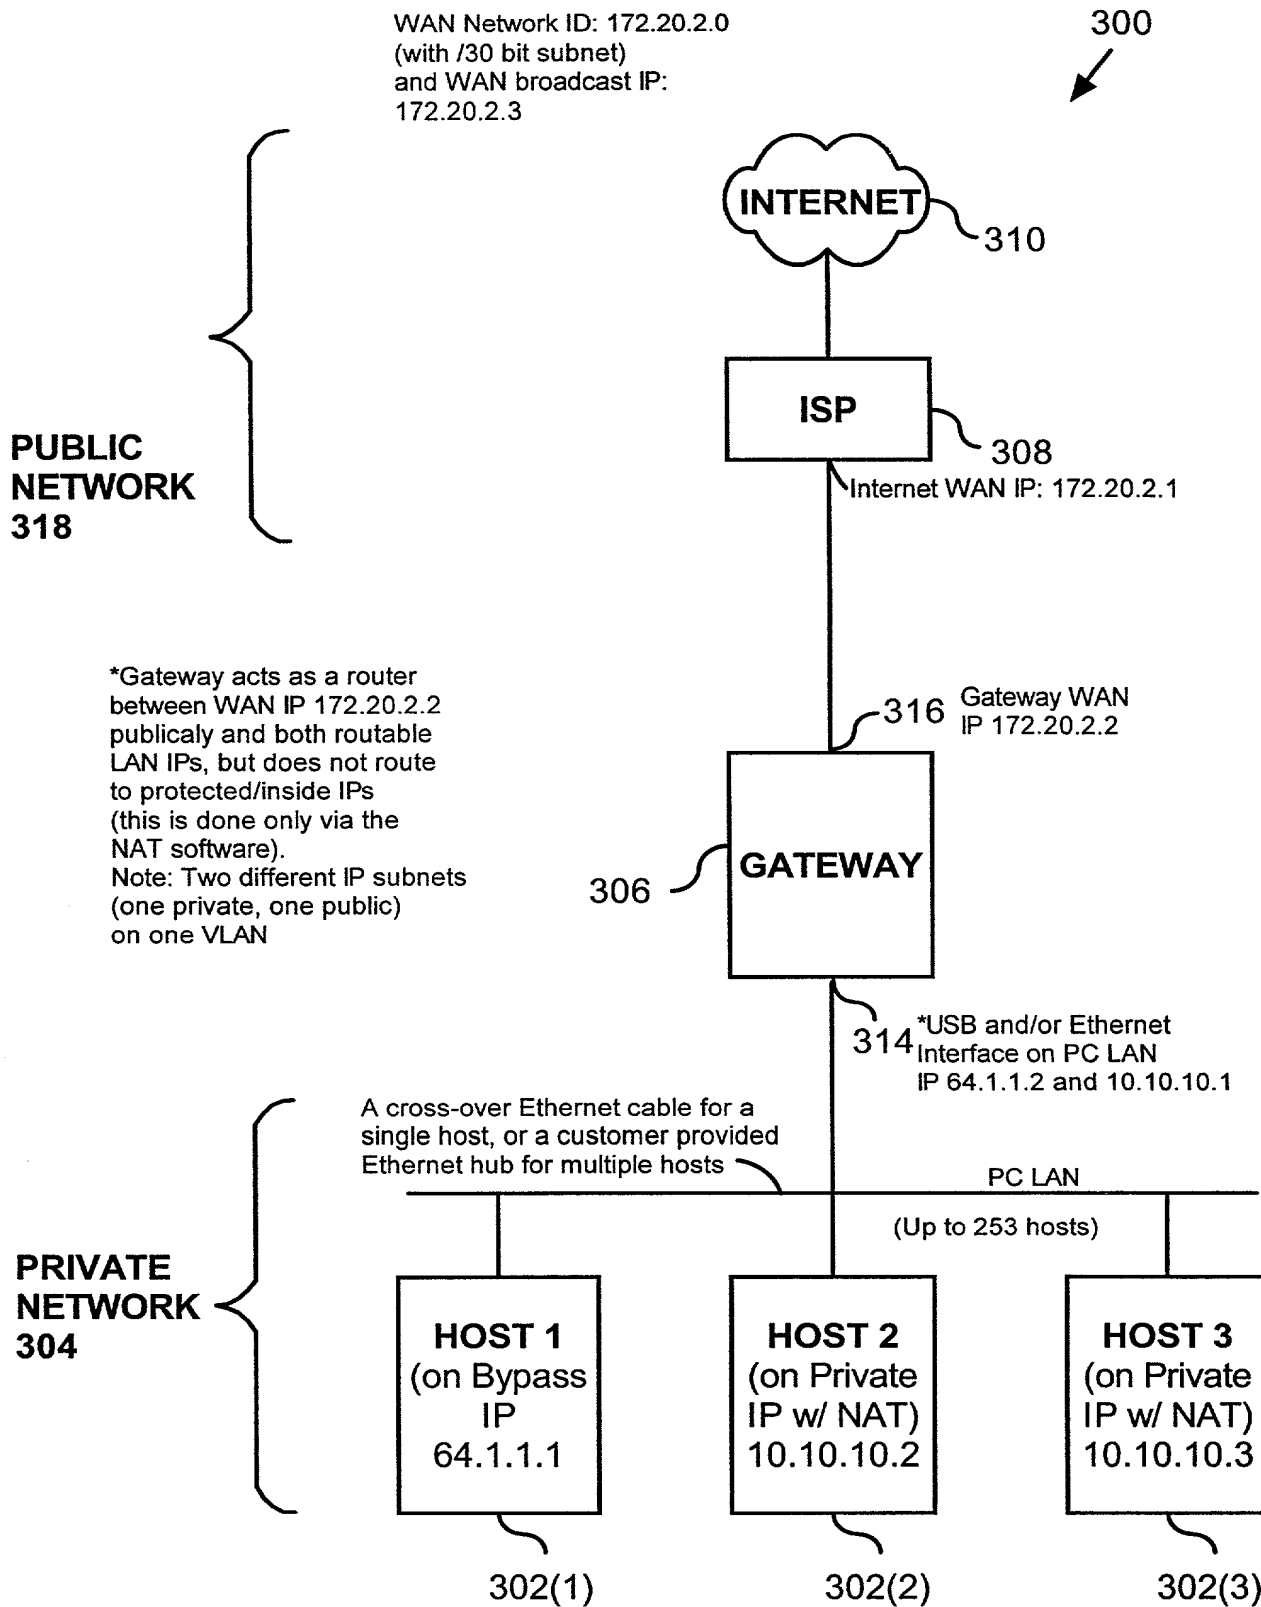 WAN Network ID: 172.20.2.0
(with /30 bit subnet)
and WAN broadcast IP:
172.20.2.3
300
INTERNET
310
ISP
308
Internet WAN IP: 172.20.2.1
PUBLIC
NETWORK
318
*Gateway acts as a router
between WAN IP 172.20.2.2
publicaly and both routable
LAN IPs, but does not route
to protected/inside IPs
(this is done only via the
NAT software).
Note: Two different IP subnets
(one private, one public)
on one VLAN
316
Gateway WAN
IP 172.20.2.2
GATEWAY
306
314
*USB and/or Ethernet
Interface on PC LAN
IP 64.1.1.2 and 10.10.10.1
A cross-over Ethernet cable for a
single host, or a customer provided
Ethernet hub for multiple hosts
PC LAN
(Up to 253 hosts)
PRIVATE
NETWORK
304
HOST 1
(on Bypass
IP
64.1.1.1
HOST 2
(on Private
IP w/ NAT)
10.10.10.2
HOST 3
(on Private
IP w/ NAT)
10.10.10.3
302(1)
302(2)
302(3)